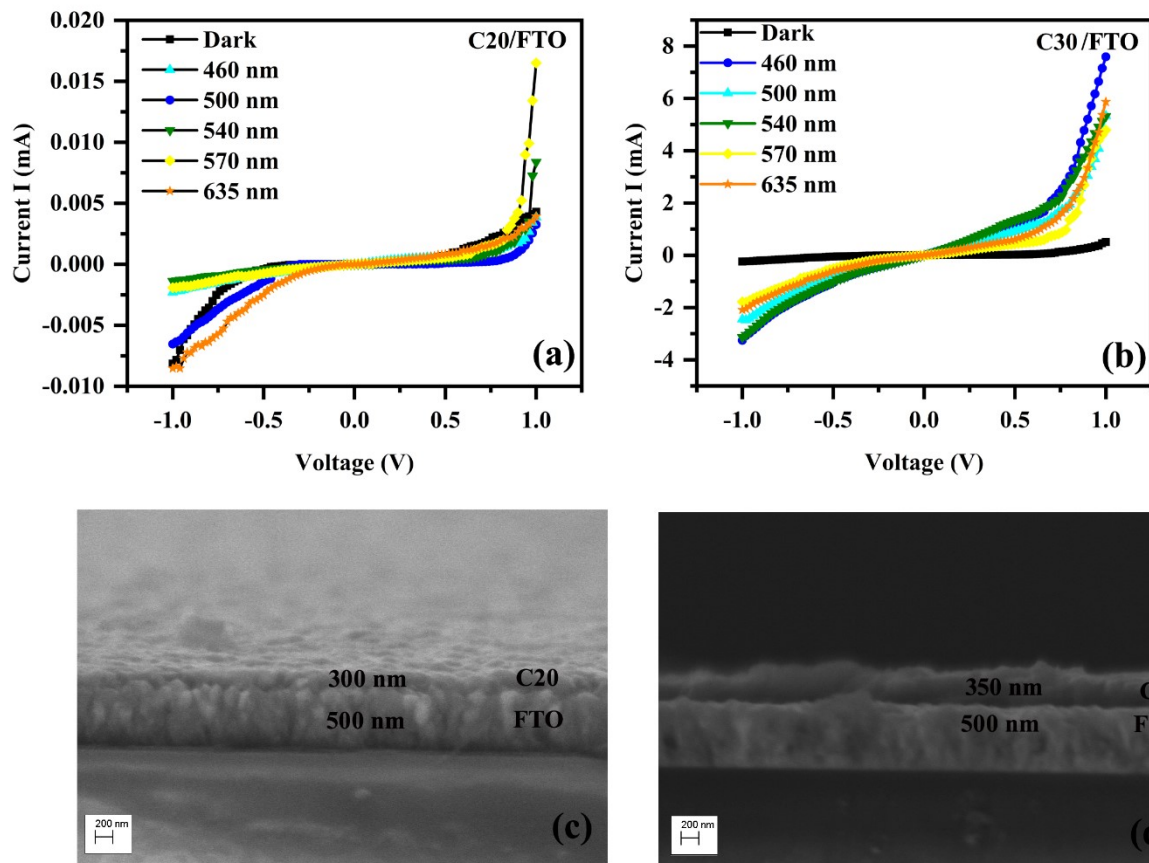 C20/FTO
Dark
460 nm
500 nm
540 nm
570 nm
635 nm
0.020
0.015
0.010
0.005
0.000
-0.005
-0.010
Current I (mA)
-1.0 -0.5 0.0 0.5 1.0
Voltage (V)
(a)
C30 /FTO
Dark
460 nm
500 nm
540 nm
570 nm
635 nm
8
6
4
2
0
-2
-4
Current I (mA)
-1.0 -0.5 0.0 0.5 1.0
Voltage (V)
(b)
300 nm C20
500 nm FTO
200 nm
(c)
350 nm
500 nm
200 nm